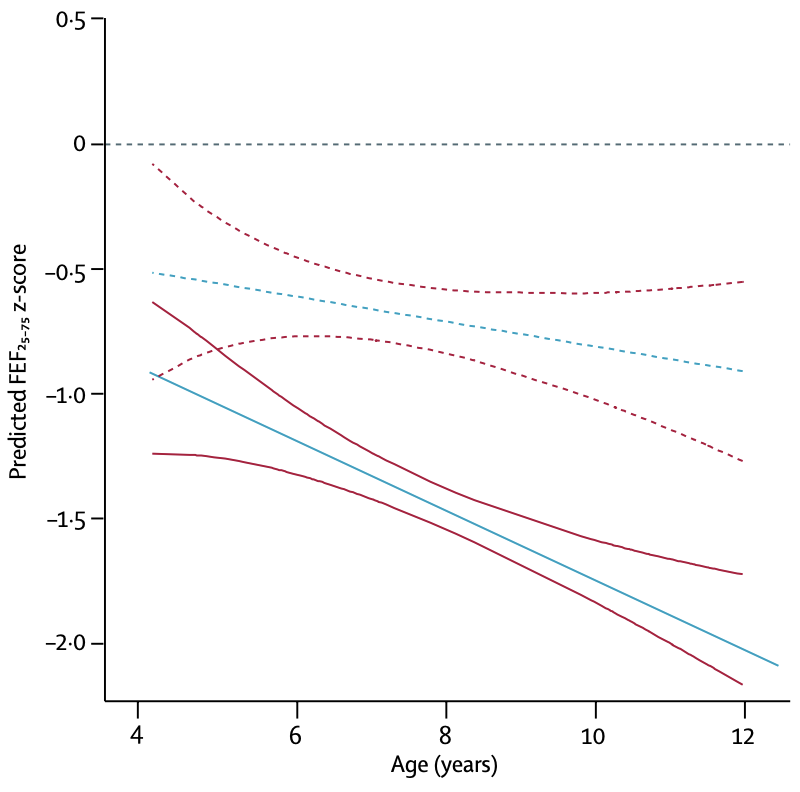 0·5
0
–0·5
–1·0
–1·5
–2·0
Predicted FEF₂₅₋₇₅ z-score
4 6 8 10 12
Age (years)